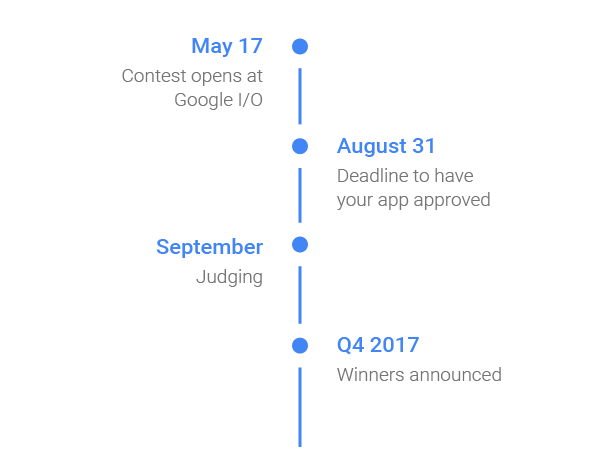 May 17
Contest opens at
Google I/O
August 31
Deadline to have
your app approved
September
Judging
Q4 2017
Winners announced